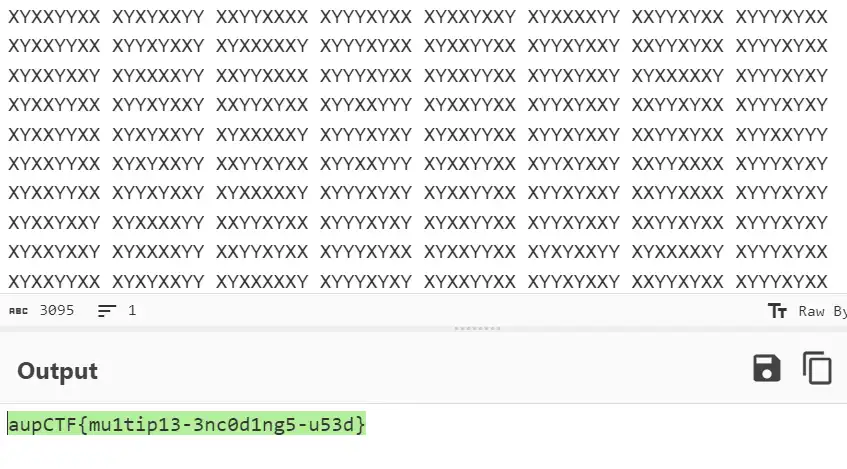 XYXXYYXX XYXYXXYY XXYYXXXX XYYYXYXX XYXXYXXY XYXXXXYY XXYYXYXX XYYYXYXX
XYXXYYXX XYYXYXXY XYXXXXXY XYYYXYXX XYXXYYXX XYYXYXXY XXYYXYXX XYYYXYXX
XYXXYXXY XYXXXXYY XXYYXXXX XYYYXYXX XYXXYYXX XYYXYXXY XYXXXXXY XYYYXYXY
XYXXYYXX XYYXYXXY XXYYXYXX XYYXXYYY XYXXYYXX XYYXYXXY XXYYXYXX XYYYXYXY
XYXXYYXX XYXYXXYY XYXXXXXY XYYYXYXY XYXXYYXX XYYXYXXY XXYYXYXX XYYXXYYY
XYXXYYXX XYYXYXXY XXYYXYXX XYYXXYYY XYXXYYXX XYYXYXXY XXYYXXXX XYYYXYXY
XYXXYYXX XYYXYXXY XYXXXXXY XYYYXYXY XYXXYYXX XYYXYXXY XXYYXXXX XYYYXYXY
XYXXYXXY XYXXXXYY XXYYXYXX XYYYXYXY XYXXYYXX XYYXYXXY XXYYXYXX XYYYXYXY
XYXXYXXY XYXXXXYY XXYYXYXX XYYYXYXX XYXXYYXX XYXYXXYY XYXXXXXY XYYYXYXX
XYXXYYXX XYXYXXYY XYXXXXXY XYYYXYXY XYXXYYXX XYYXYXXY XXYYXYXX XYYYXYXX
ABC 3095 1 Tт Raw By
Output
aupCTF{mu1tip13-3nc0d1ng5-u53d}